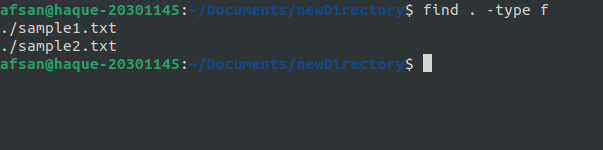 afsan@haque-20301145:~/Documents/newDirectory$ find . -type f
./sample1.txt
./sample2.txt
afsan@haque-20301145:~/Documents/newDirectory$